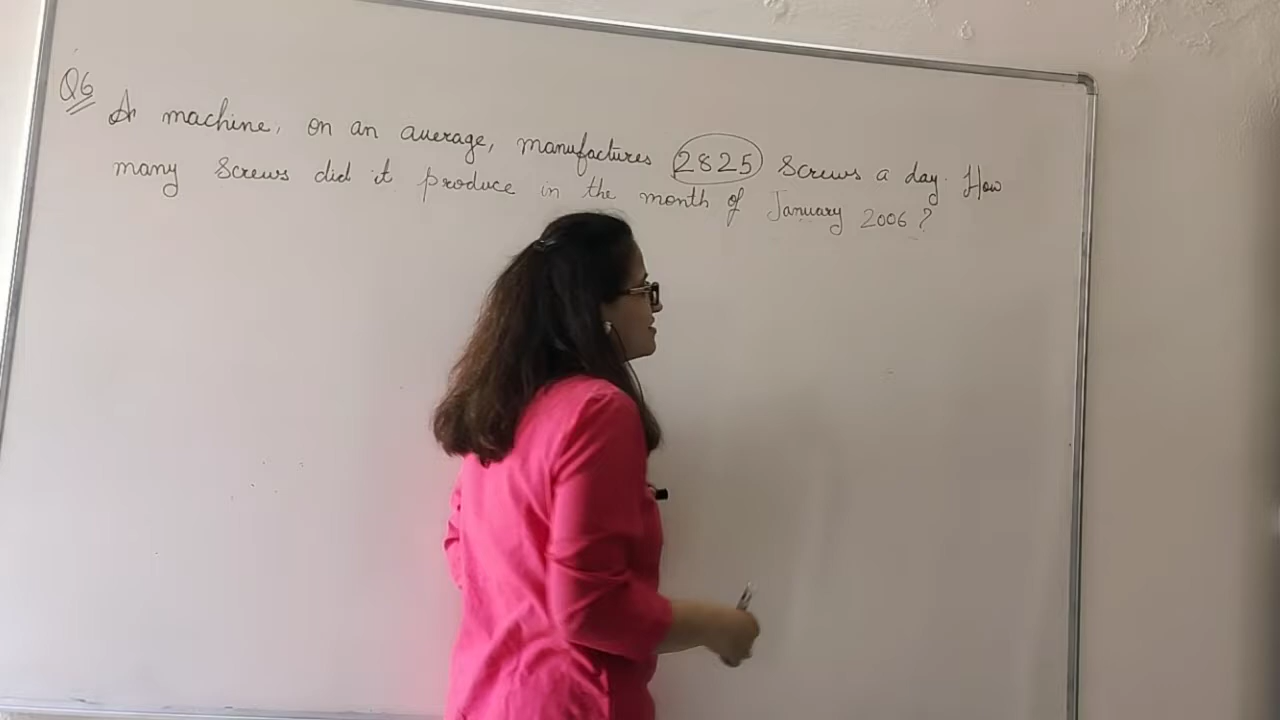 Q6 A machine, on an average, manufactures 2825 screws a day. How
many screws did it produce in the month of January 2006?